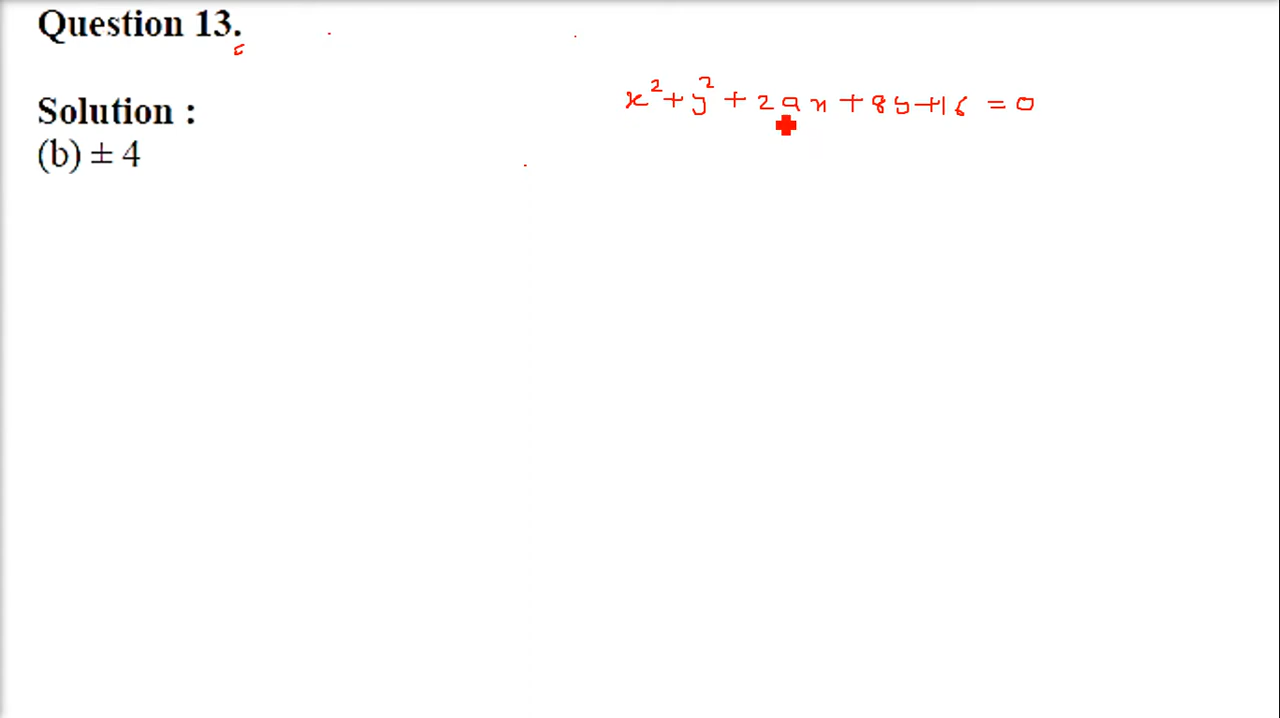 Question 13.
x² + y² + 2ax + 8y + 16 = 0
Solution :
(b) ± 4